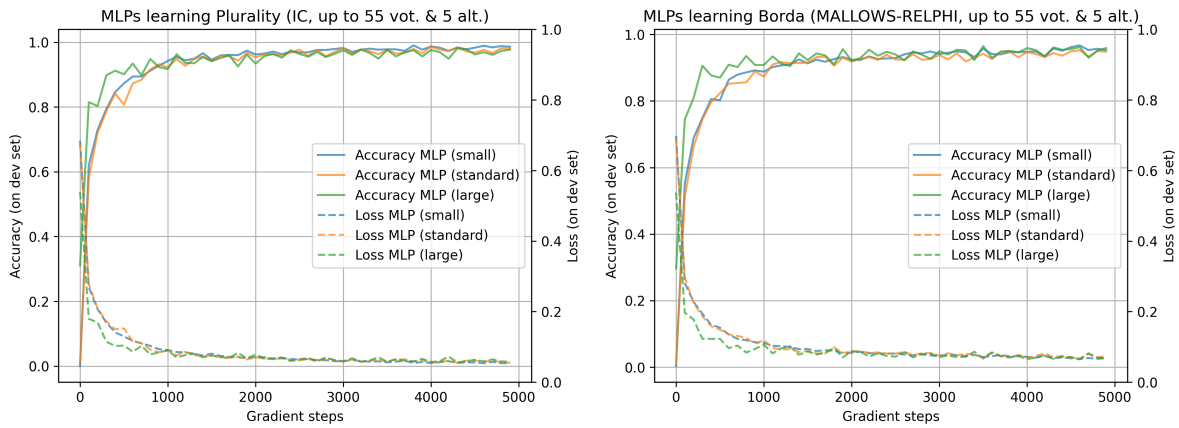 MLPs learning Plurality (IC, up to 55 vot. & 5 alt.)
1.0
0.8
0.6
0.4
0.2
0.0
Accuracy (on dev set)
1.0
0.8
0.6
0.4
0.2
0.0
Loss (on dev set)
Accuracy MLP (small)
Accuracy MLP (standard)
Accuracy MLP (large)
Loss MLP (small)
Loss MLP (standard)
Loss MLP (large)
0 1000 2000 3000 4000 5000
Gradient steps
MLPs learning Borda (MALLOWS-RELPHI, up to 55 vot. & 5 alt.)
1.0
0.8
0.6
0.4
0.2
0.0
Accuracy (on dev set)
1.0
0.8
0.6
0.4
0.2
0.0
Loss (on dev set)
Accuracy MLP (small)
Accuracy MLP (standard)
Accuracy MLP (large)
Loss MLP (small)
Loss MLP (standard)
Loss MLP (large)
0 1000 2000 3000 4000 5000
Gradient steps